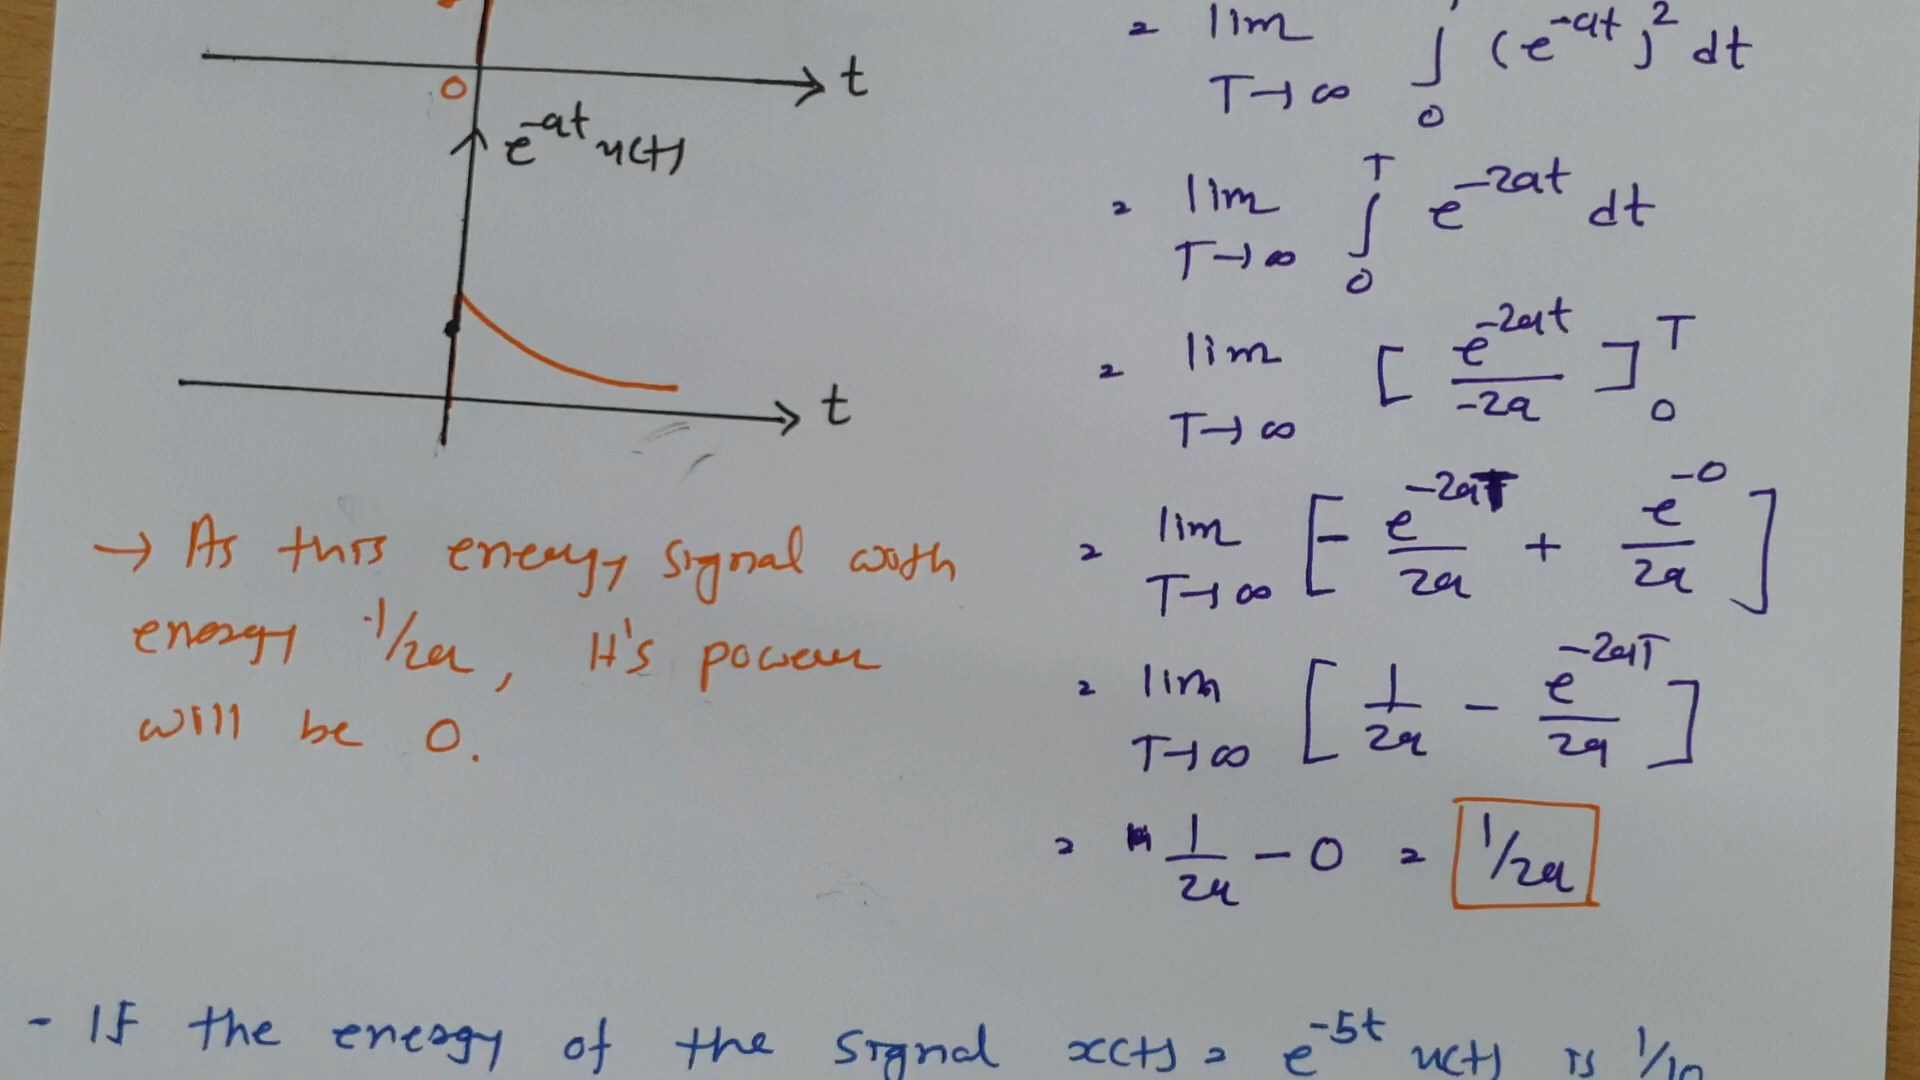 t
0
e^-at u(t)
t
→ As this energy signal with
energy 1/2a, It's power
will be 0.
= lim T→∞ ∫0 (e^-at)^2 dt
= lim T→∞ ∫0^T e^-2at dt
= lim T→∞ [ e^-2at / -2a ]0^T
= lim T→∞ [ - e^-2aT / 2a + e^-0 / 2a ]
= lim T→∞ [ 1/2a - e^-2aT / 2a ]
= 1/2a - 0 = 1/2a
- If the energy of the signal x(t) = e^-5t u(t) is 1/10